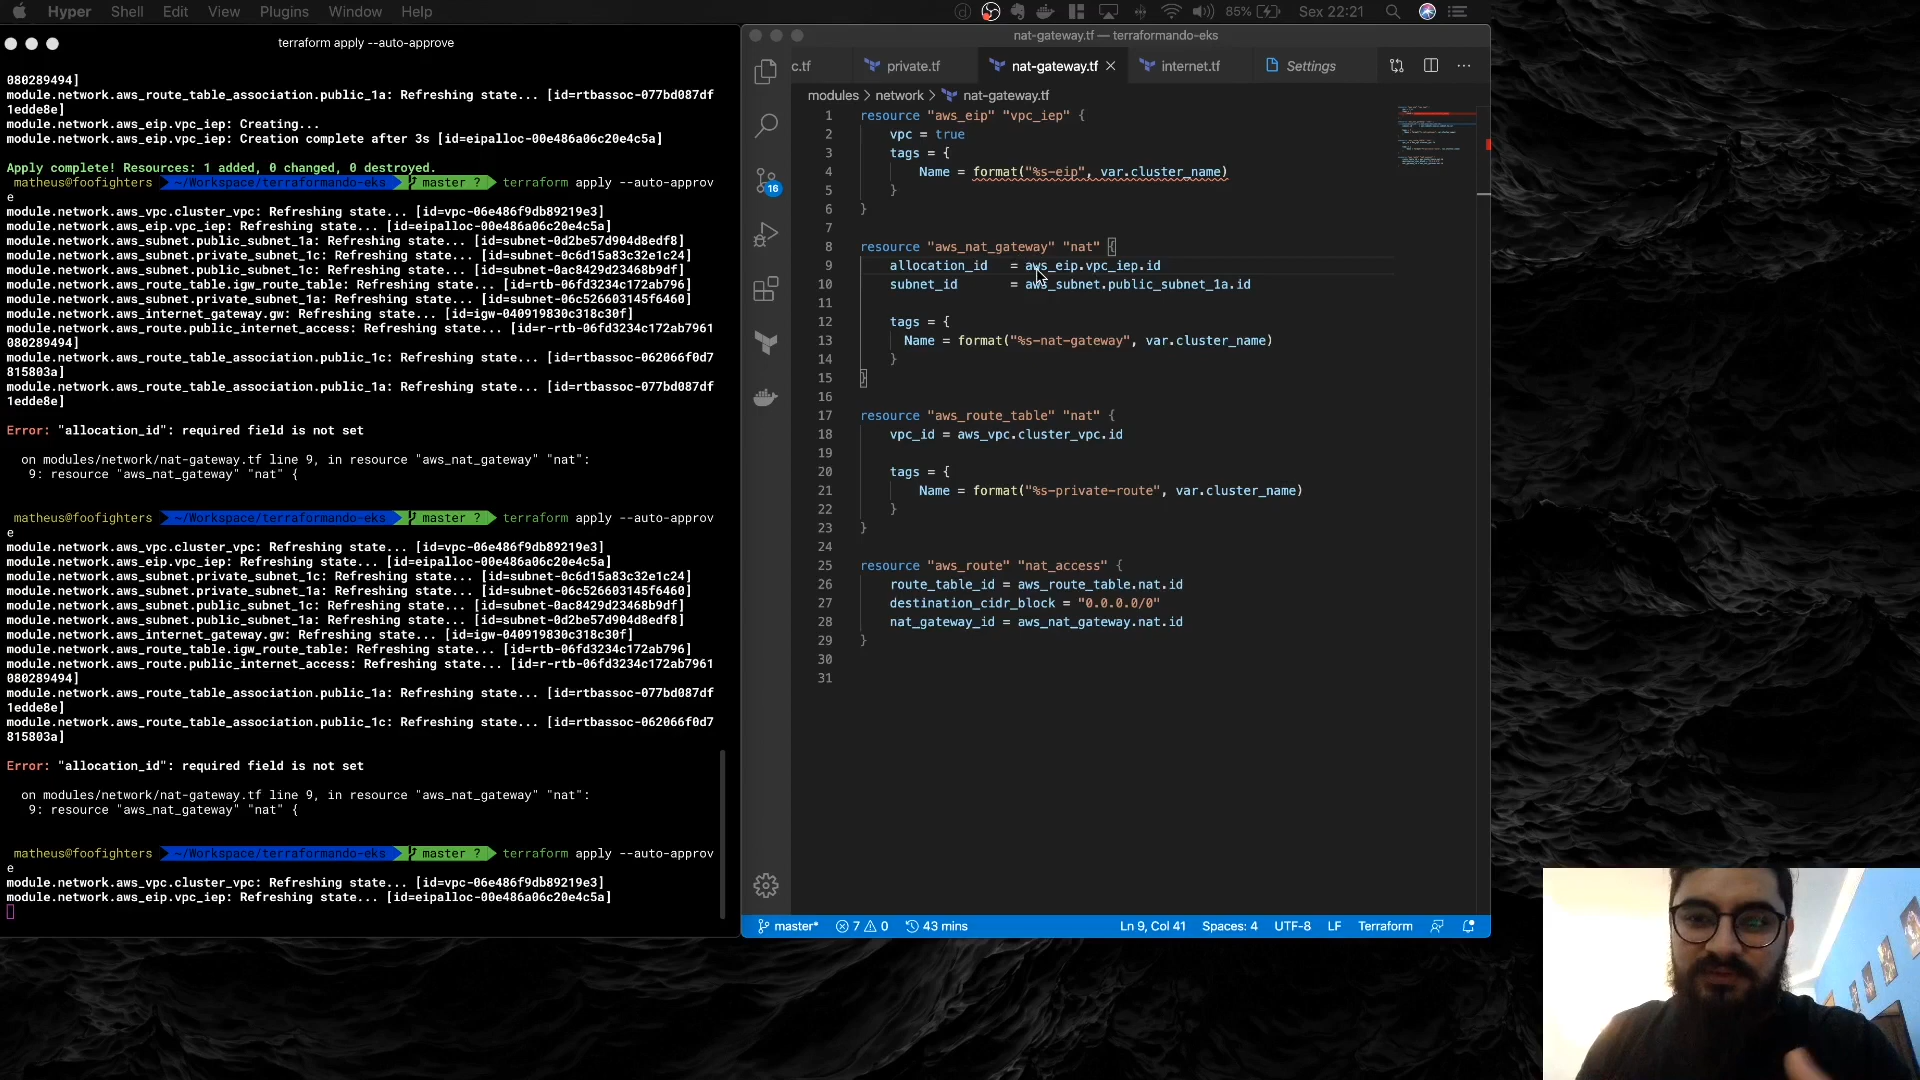 Hyper Shell Edit View Plugins Window Help
85% Sex 22:21
terraform apply --auto-approve
080289494]
module.network.aws_route_table_association.public_1a: Refreshing state... [id=rtbassoc-077bd087df
1edde8e]
module.network.aws_eip.vpc_iep: Creating...
module.network.aws_eip.vpc_iep: Creation complete after 3s [id=eipalloc-00e486a06c20e4c5a]
Apply complete! Resources: 1 added, 0 changed, 0 destroyed.
matheus@foofighters ~/Workspace/terraformando-eks master ? terraform apply --auto-approv
e
module.network.aws_vpc.cluster_vpc: Refreshing state... [id=vpc-06e486f9db89219e3]
module.network.aws_eip.vpc_iep: Refreshing state... [id=eipalloc-00e486a06c20e4c5a]
module.network.aws_subnet.public_subnet_1a: Refreshing state... [id=subnet-0d2be57d904d8edf8]
module.network.aws_subnet.private_subnet_1c: Refreshing state... [id=subnet-0c6d15a83c32e1c24]
module.network.aws_subnet.public_subnet_1c: Refreshing state... [id=subnet-0ac8429d23468b9df]
module.network.aws_route_table.igw_route_table: Refreshing state... [id=rtb-06fd3234c172ab796]
module.network.aws_subnet.private_subnet_1a: Refreshing state... [id=subnet-06c526603145f6460]
module.network.aws_internet_gateway.gw: Refreshing state... [id=igw-040919830c318c30f]
module.network.aws_route.public_internet_access: Refreshing state... [id=r-rtb-06fd3234c172ab7961
080289494]
module.network.aws_route_table_association.public_1c: Refreshing state... [id=rtbassoc-062066f0d7
815803a]
module.network.aws_route_table_association.public_1a: Refreshing state... [id=rtbassoc-077bd087df
1edde8e]
Error: "allocation_id": required field is not set
on modules/network/nat-gateway.tf line 9, in resource "aws_nat_gateway" "nat":
9: resource "aws_nat_gateway" "nat" {
matheus@foofighters ~/Workspace/terraformando-eks master ? terraform apply --auto-approv
e
module.network.aws_vpc.cluster_vpc: Refreshing state... [id=vpc-06e486f9db89219e3]
module.network.aws_eip.vpc_iep: Refreshing state... [id=eipalloc-00e486a06c20e4c5a]
module.network.aws_subnet.private_subnet_1c: Refreshing state... [id=subnet-0c6d15a83c32e1c24]
module.network.aws_subnet.private_subnet_1a: Refreshing state... [id=subnet-06c526603145f6460]
module.network.aws_subnet.public_subnet_1c: Refreshing state... [id=subnet-0ac8429d23468b9df]
module.network.aws_subnet.public_subnet_1a: Refreshing state... [id=subnet-0d2be57d904d8edf8]
module.network.aws_internet_gateway.gw: Refreshing state... [id=igw-040919830c318c30f]
module.network.aws_route_table.igw_route_table: Refreshing state... [id=rtb-06fd3234c172ab796]
module.network.aws_route.public_internet_access: Refreshing state... [id=r-rtb-06fd3234c172ab7961
080289494]
module.network.aws_route_table_association.public_1a: Refreshing state... [id=rtbassoc-077bd087df
1edde8e]
module.network.aws_route_table_association.public_1c: Refreshing state... [id=rtbassoc-062066f0d7
815803a]
Error: "allocation_id": required field is not set
on modules/network/nat-gateway.tf line 9, in resource "aws_nat_gateway" "nat":
9: resource "aws_nat_gateway" "nat" {
matheus@foofighters ~/Workspace/terraformando-eks master ? terraform apply --auto-approv
e
module.network.aws_vpc.cluster_vpc: Refreshing state... [id=vpc-06e486f9db89219e3]
module.network.aws_eip.vpc_iep: Refreshing state... [id=eipalloc-00e486a06c20e4c5a]
nat-gateway.tf — terraformando-eks
c.tf private.tf nat-gateway.tf internet.tf Settings
modules > network > nat-gateway.tf
16
1 resource "aws_eip" "vpc_iep" {
2 vpc = true
3 tags = {
4 Name = format("%s-eip", var.cluster_name)
5 }
6 }
7
8 resource "aws_nat_gateway" "nat" {
9 allocation_id = aws_eip.vpc_iep.id
10 subnet_id = aws_subnet.public_subnet_1a.id
11
12 tags = {
13 Name = format("%s-nat-gateway", var.cluster_name)
14 }
15 }
16
17 resource "aws_route_table" "nat" {
18 vpc_id = aws_vpc.cluster_vpc.id
19
20 tags = {
21 Name = format("%s-private-route", var.cluster_name)
22 }
23 }
24
25 resource "aws_route" "nat_access" {
26 route_table_id = aws_route_table.nat.id
27 destination_cidr_block = "0.0.0.0/0"
28 nat_gateway_id = aws_nat_gateway.nat.id
29 }
30
31
master* 7 0 43 mins Ln 9, Col 41 Spaces: 4 UTF-8 LF Terraform